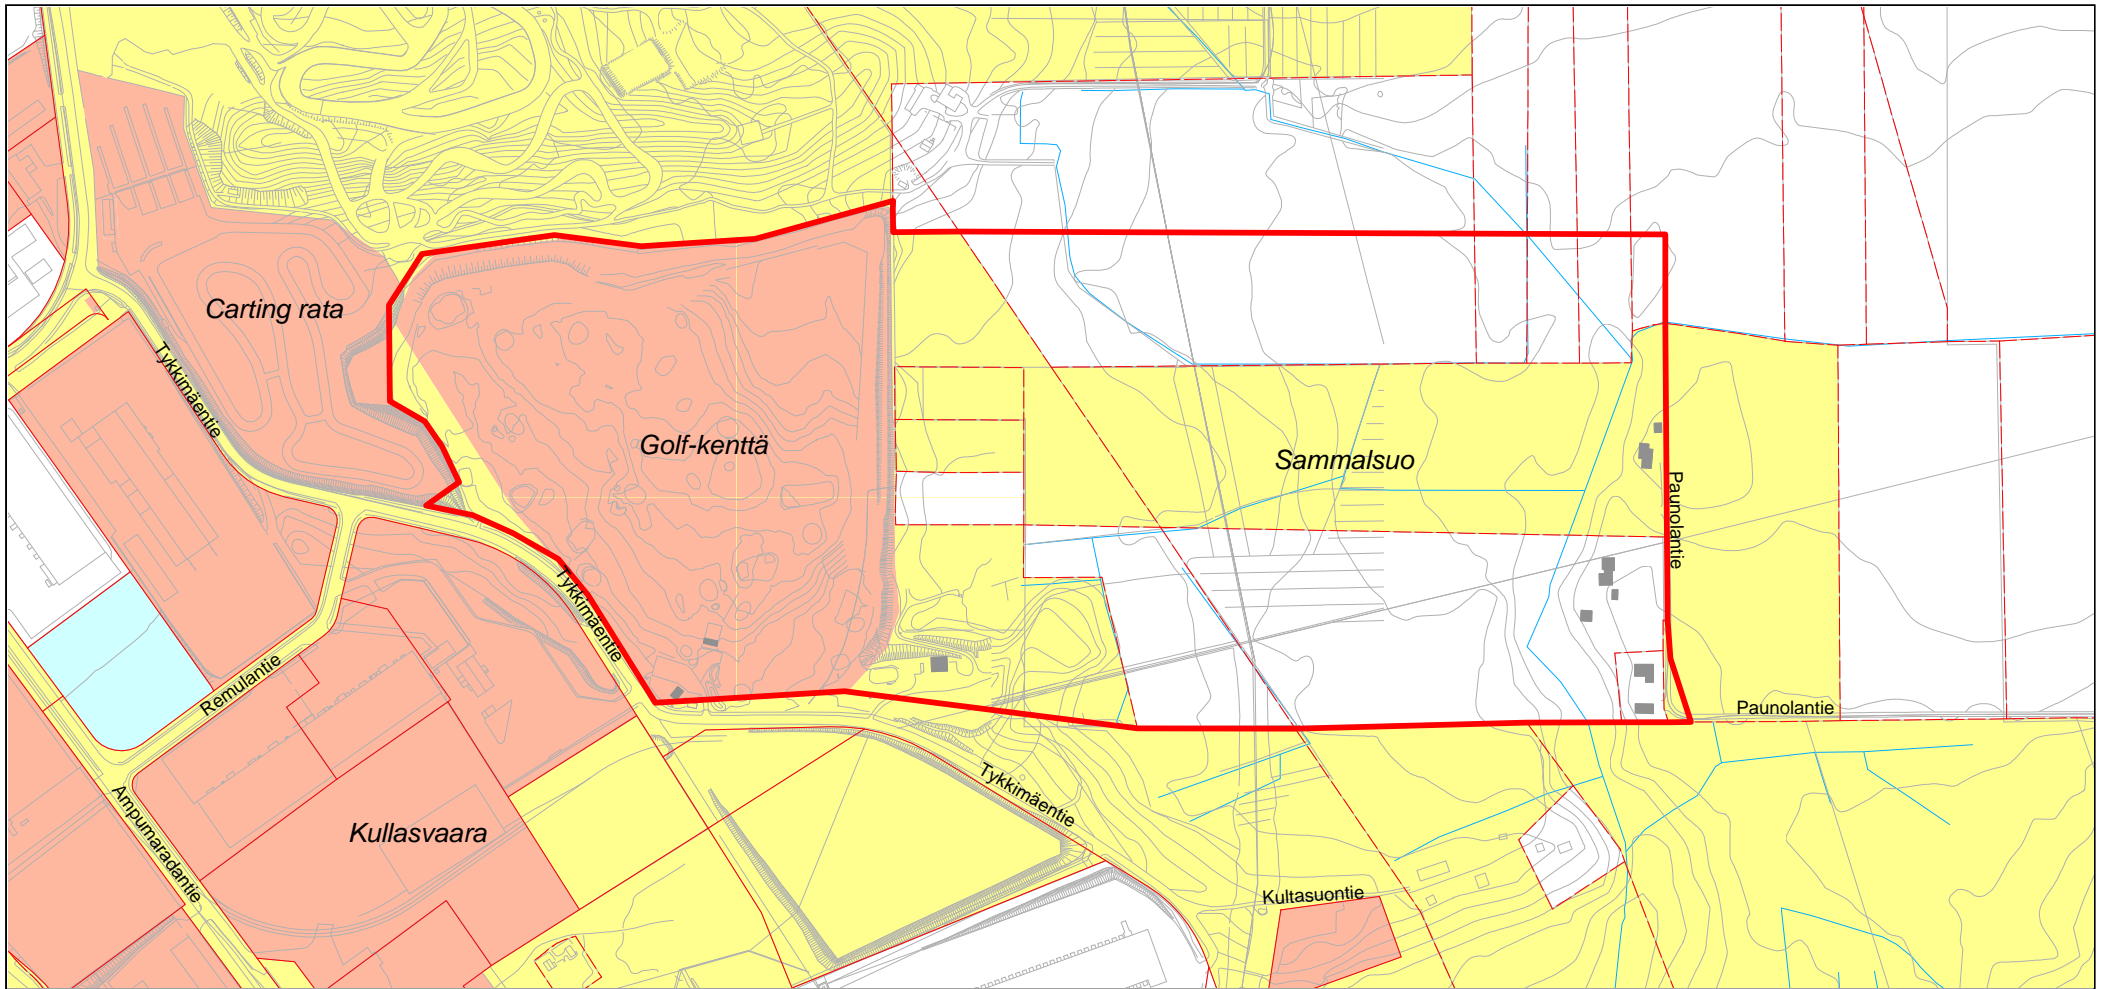 Carting rata
Tykkimäentie
Golf-kenttä
Sammalsuo
Paunolantie
Tykkimäentie
Remulantie
Paunolantie
Tykkimäentie
Ampumaradantie
Kullasvaara
Kultasuontie